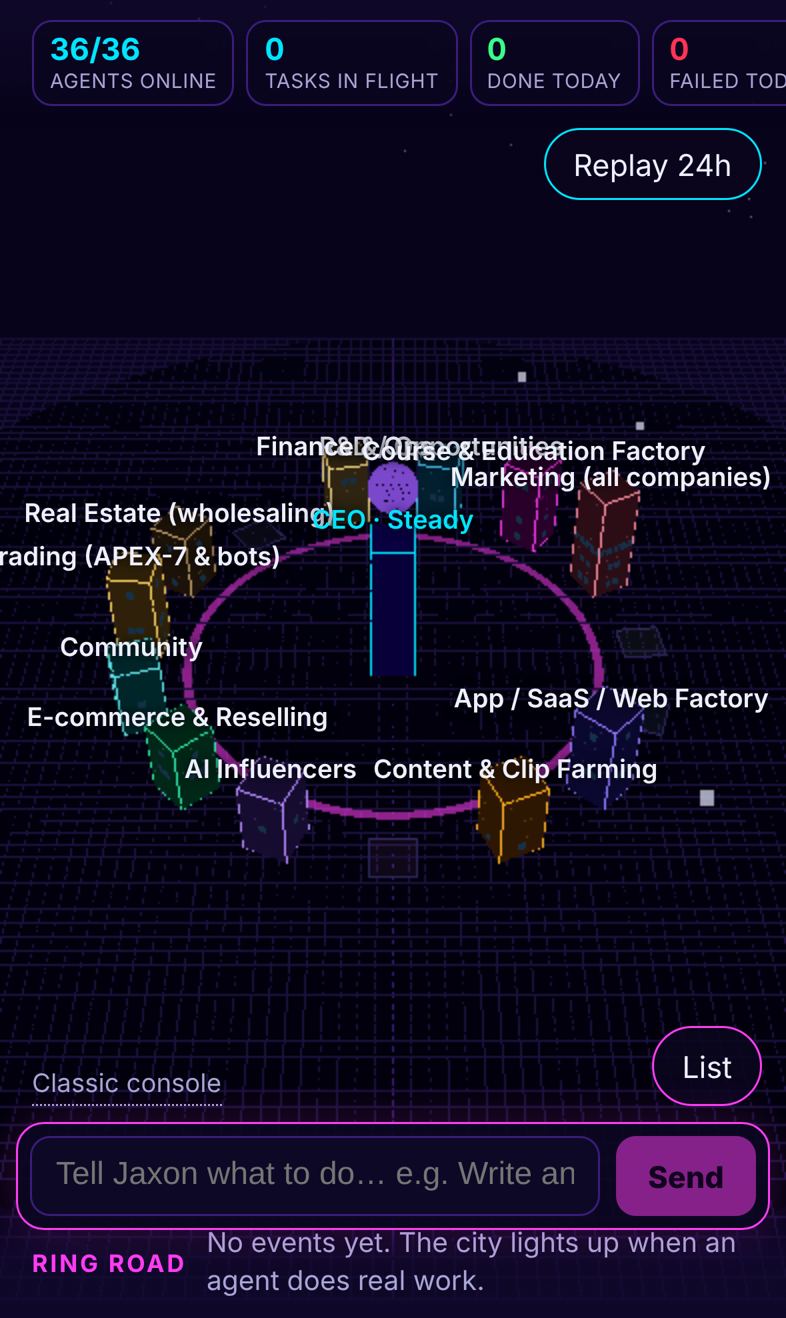 36/36
AGENTS ONLINE
0
TASKS IN FLIGHT
0
DONE TODAY
0
FAILED TOD
Replay 24h
Finance
R&D / Opportunities
Course & Education Factory
Marketing (all companies)
Real Estate (wholesaling)
CEO · Steady
rading (APEX-7 & bots)
Community
App / SaaS / Web Factory
E-commerce & Reselling
AI Influencers
Content & Clip Farming
List
Classic console
Tell Jaxon what to do… e.g. Write an
Send
RING ROAD
No events yet. The city lights up when an
agent does real work.